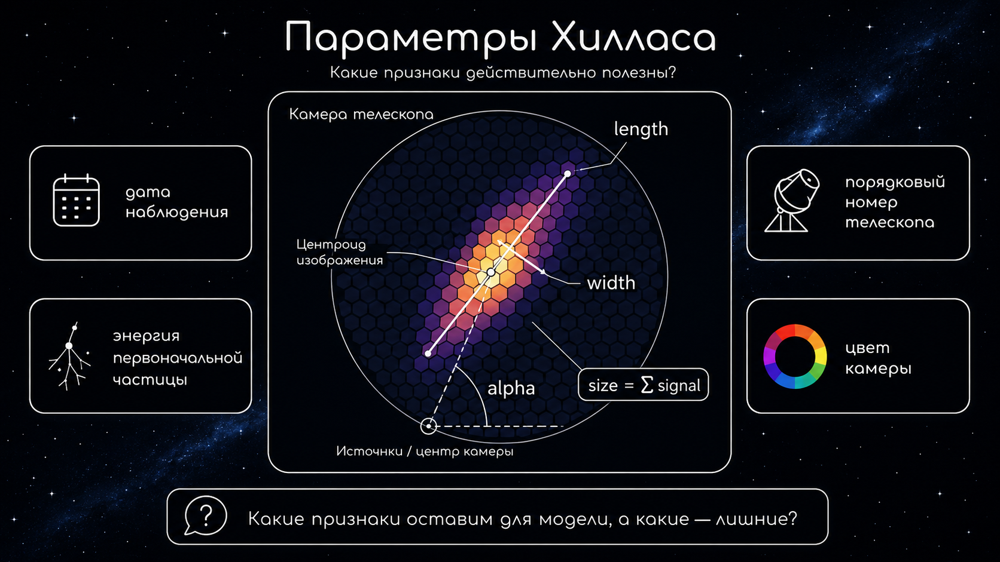 Параметры Хилласа
Какие признаки действительно полезны?
Камера телескопа
length
дата
наблюдения
порядковый
номер
телескопа
Центроид
изображения
width
энергия
первоначальной
частицы
цвет
камеры
alpha
size = Σ signal
Источнки / центр камеры
Какие признаки оставим для модели, а какие — лишние?